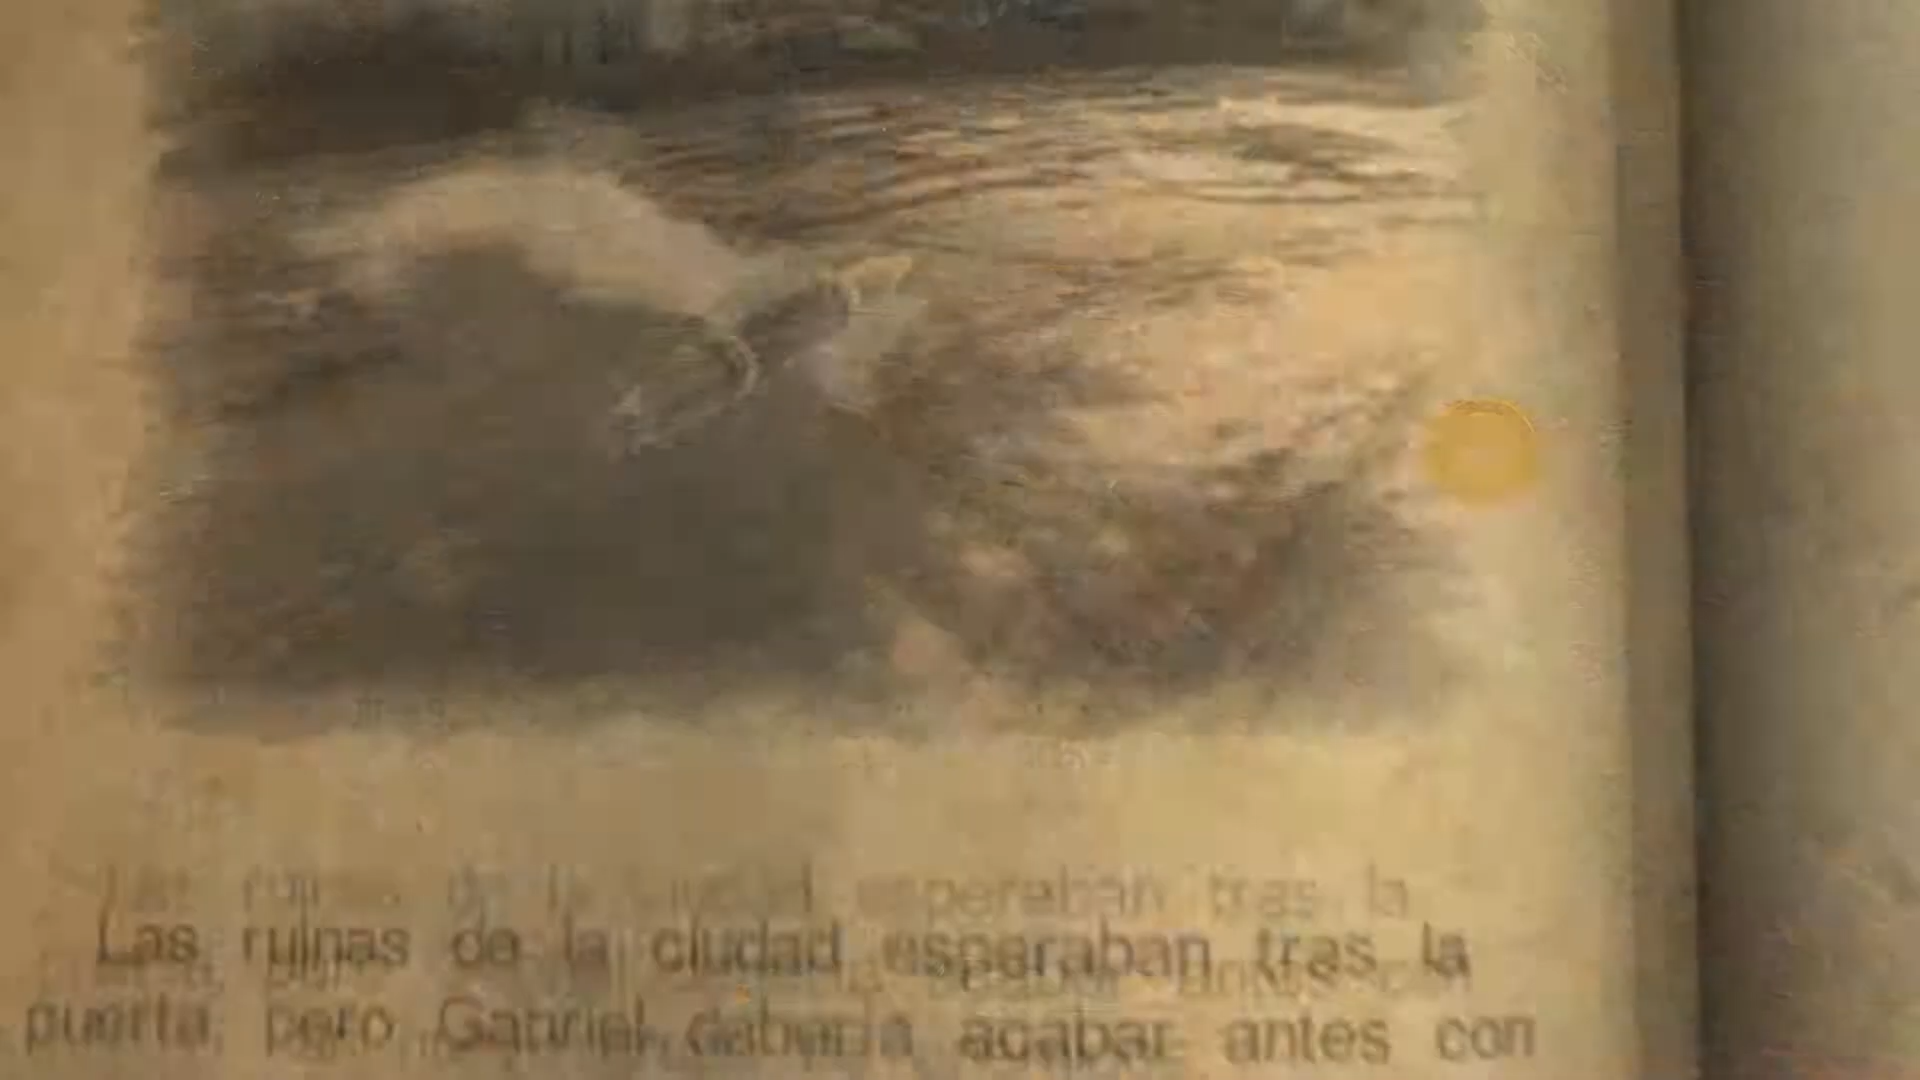 Las ruinas de la ciudad esperaban tras la
puerta, pero Gabriel debería acabar antes con